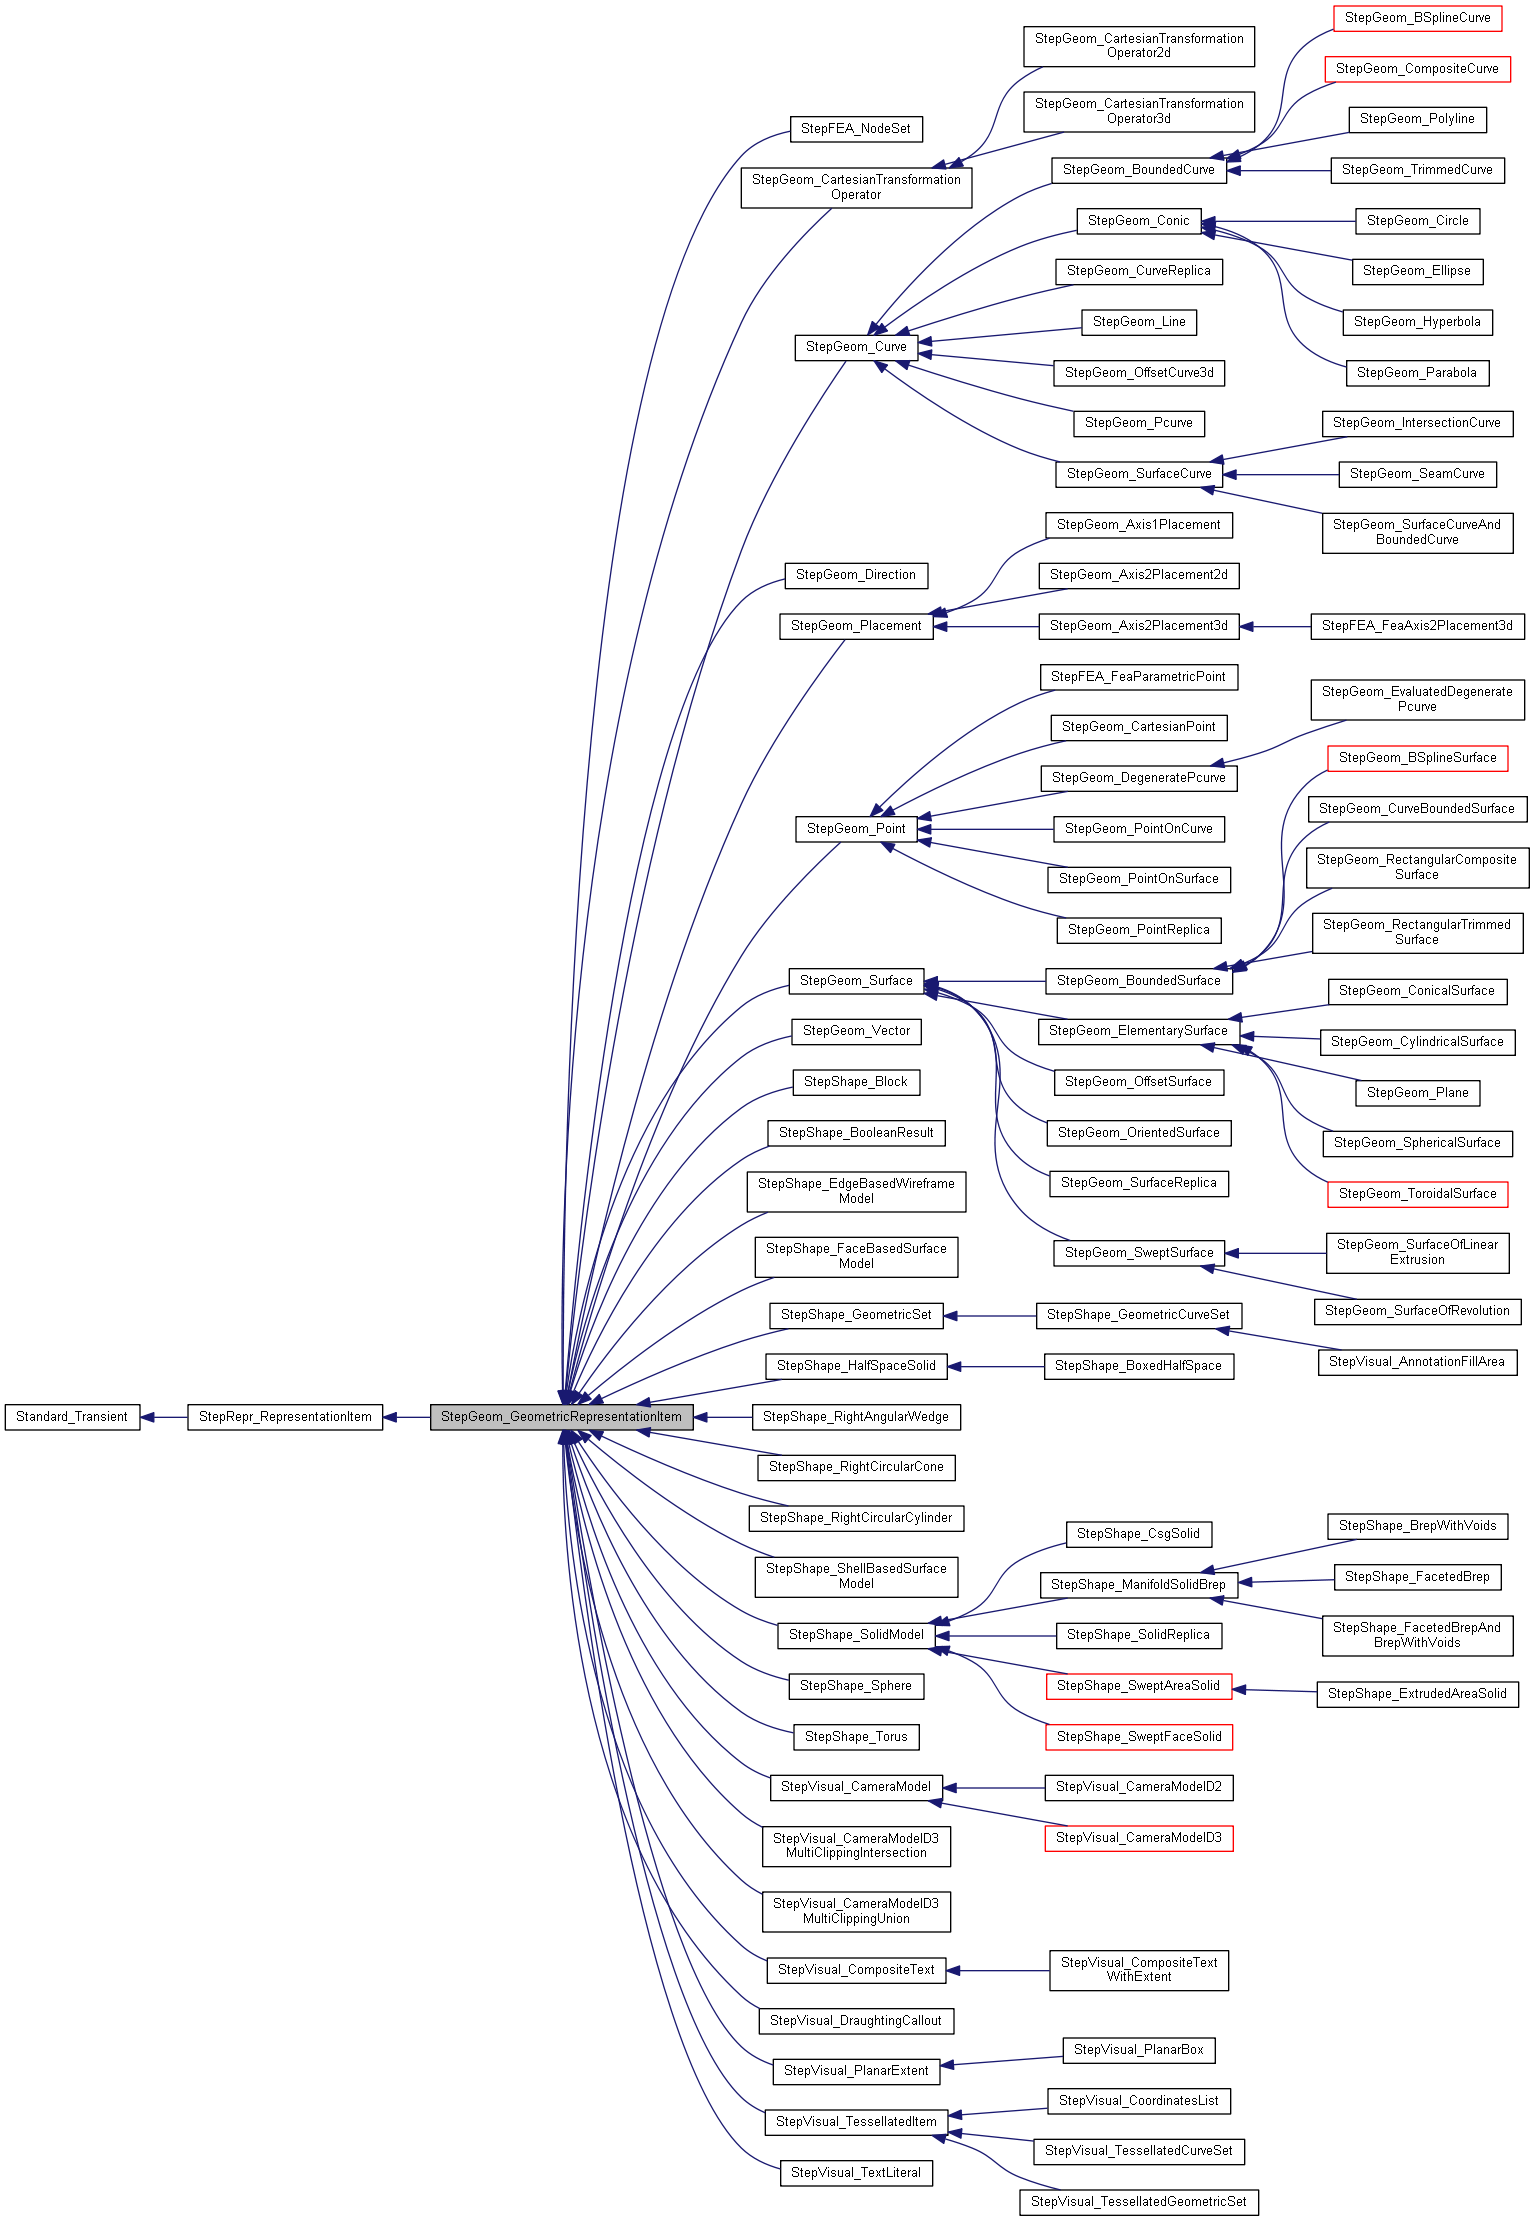 StepGeom_BSplineCurve
StepGeom_CartesianTransformation
Operator2d
StepGeom_CompositeCurve
StepGeom_CartesianTransformation
Operator3d
StepGeom_Polyline
StepFEA_NodeSet
StepGeom_BoundedCurve
StepGeom_TrimmedCurve
StepGeom_CartesianTransformation
Operator
StepGeom_Conic
StepGeom_Circle
StepGeom_CurveReplica
StepGeom_Ellipse
StepGeom_Line
StepGeom_Hyperbola
StepGeom_Curve
StepGeom_OffsetCurve3d
StepGeom_Parabola
StepGeom_Pcurve
StepGeom_IntersectionCurve
StepGeom_SurfaceCurve
StepGeom_SeamCurve
StepGeom_Axis1Placement
StepGeom_SurfaceCurveAnd
BoundedCurve
StepGeom_Direction
StepGeom_Axis2Placement2d
StepGeom_Placement
StepGeom_Axis2Placement3d
StepFEA_FeaAxis2Placement3d
StepFEA_FeaParametricPoint
StepGeom_EvaluatedDegenerate
Pcurve
StepGeom_CartesianPoint
StepGeom_BSplineSurface
StepGeom_DegeneratePcurve
StepGeom_CurveBoundedSurface
StepGeom_Point
StepGeom_PointOnCurve
StepGeom_RectangularComposite
Surface
StepGeom_PointOnSurface
StepGeom_PointReplica
StepGeom_RectangularTrimmed
Surface
StepGeom_Surface
StepGeom_BoundedSurface
StepGeom_ConicalSurface
StepGeom_Vector
StepGeom_ElementarySurface
StepGeom_CylindricalSurface
StepShape_Block
StepGeom_OffsetSurface
StepGeom_Plane
StepShape_BooleanResult
StepGeom_OrientedSurface
StepGeom_SphericalSurface
StepShape_EdgeBasedWireframe
Model
StepGeom_SurfaceReplica
StepGeom_ToroidalSurface
StepShape_FaceBasedSurface
Model
StepGeom_SweptSurface
StepGeom_SurfaceOfLinear
Extrusion
StepShape_GeometricSet
StepShape_GeometricCurveSet
StepGeom_SurfaceOfRevolution
StepShape_HalfSpaceSolid
StepShape_BoxedHalfSpace
StepVisual_AnnotationFillArea
Standard_Transient
StepRepr_RepresentationItem
StepGeom_GeometricRepresentationItem
StepShape_RightAngularWedge
StepShape_RightCircularCone
StepShape_RightCircularCylinder
StepShape_CsgSolid
StepShape_BrepWithVoids
StepShape_ShellBasedSurface
Model
StepShape_ManifoldSolidBrep
StepShape_FacetedBrep
StepShape_SolidModel
StepShape_SolidReplica
StepShape_FacetedBrepAnd
BrepWithVoids
StepShape_Sphere
StepShape_SweptAreaSolid
StepShape_ExtrudedAreaSolid
StepShape_Torus
StepShape_SweptFaceSolid
StepVisual_CameraModel
StepVisual_CameraModelD2
StepVisual_CameraModelD3
MultiClippingIntersection
StepVisual_CameraModelD3
StepVisual_CameraModelD3
MultiClippingUnion
StepVisual_CompositeText
StepVisual_CompositeText
WithExtent
StepVisual_DraughtingCallout
StepVisual_PlanarExtent
StepVisual_PlanarBox
StepVisual_TessellatedItem
StepVisual_CoordinatesList
StepVisual_TessellatedCurveSet
StepVisual_TextLiteral
StepVisual_TessellatedGeometricSet